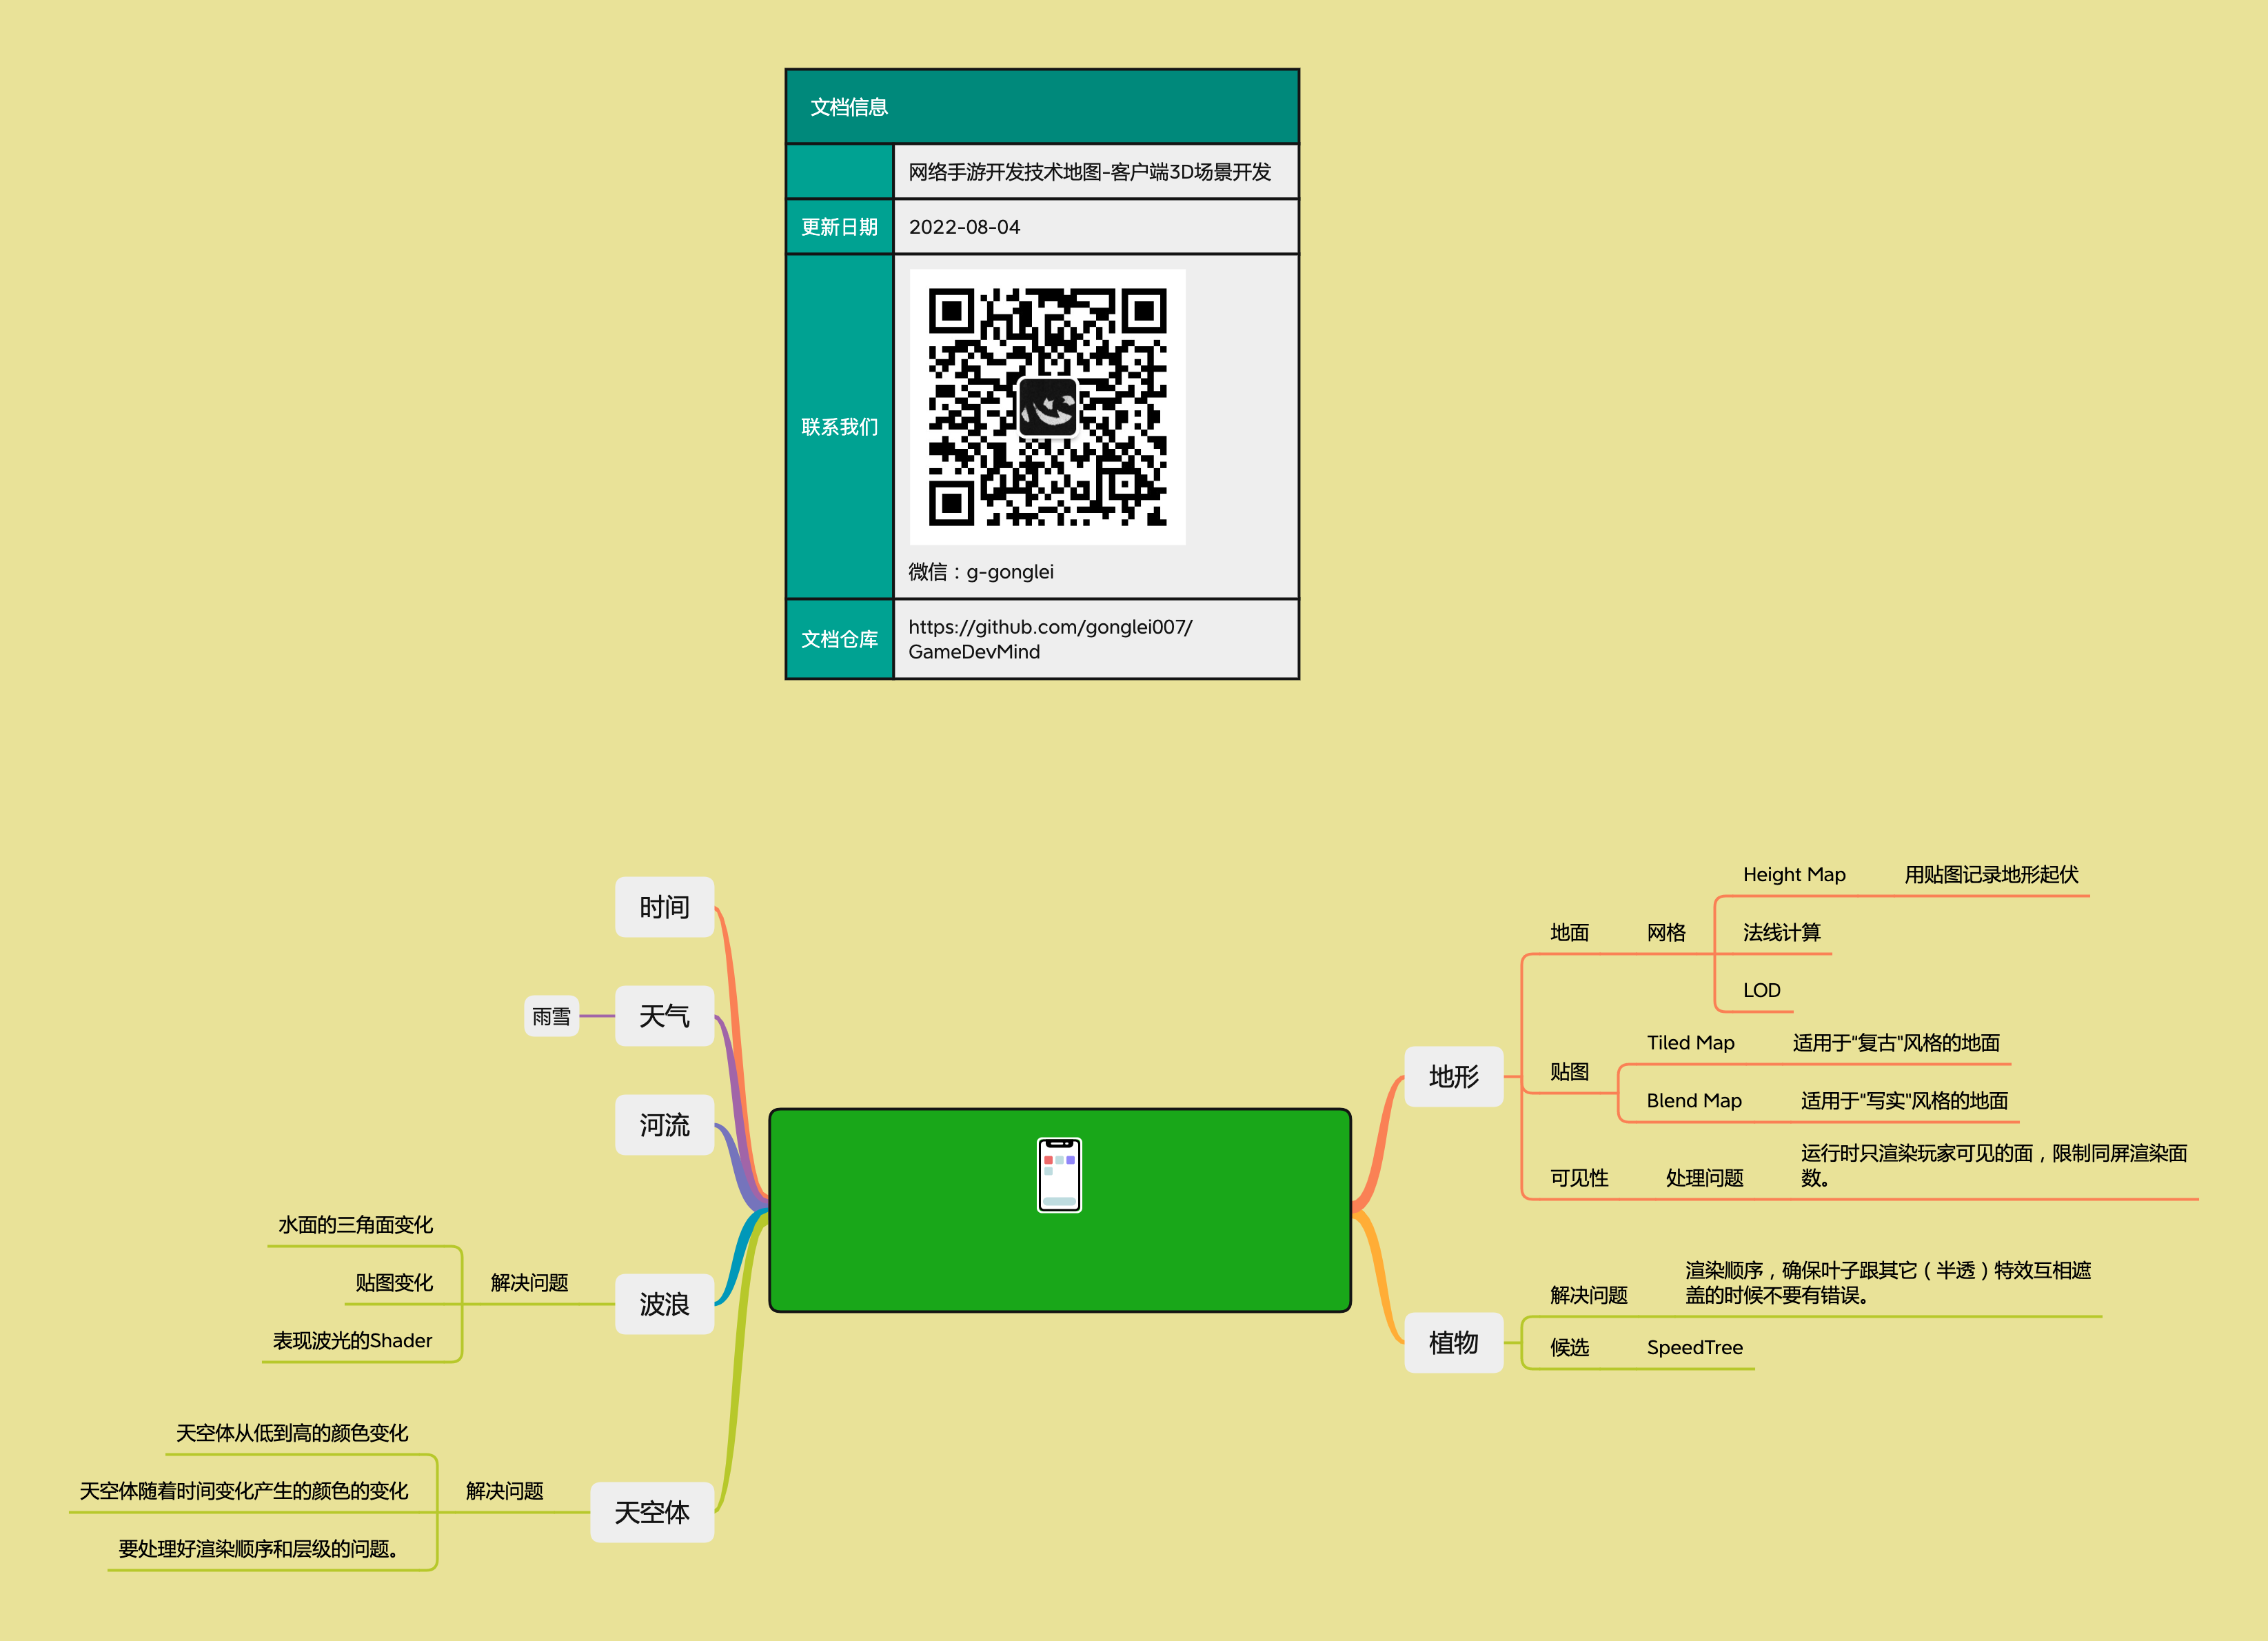 文档信息
网络手游开发技术地图-客户端3D场景开发
更新日期
2022-08-04
联系我们
微信：g-gonglei
文档仓库
https://github.com/gonglei007/
GameDevMind
时间
天气
雨雪
河流
波浪
解决问题
水面的三角面变化
贴图变化
表现波光的Shader
天空体
解决问题
天空体从低到高的颜色变化
天空体随着时间变化产生的颜色的变化
要处理好渲染顺序和层级的问题。
地形
地面
网格
Height Map
用贴图记录地形起伏
法线计算
LOD
贴图
Tiled Map
适用于"复古"风格的地面
Blend Map
适用于"写实"风格的地面
可见性
处理问题
运行时只渲染玩家可见的面，限制同屏渲染面
数。
植物
解决问题
渲染顺序，确保叶子跟其它（半透）特效互相遮
盖的时候不要有错误。
候选
SpeedTree